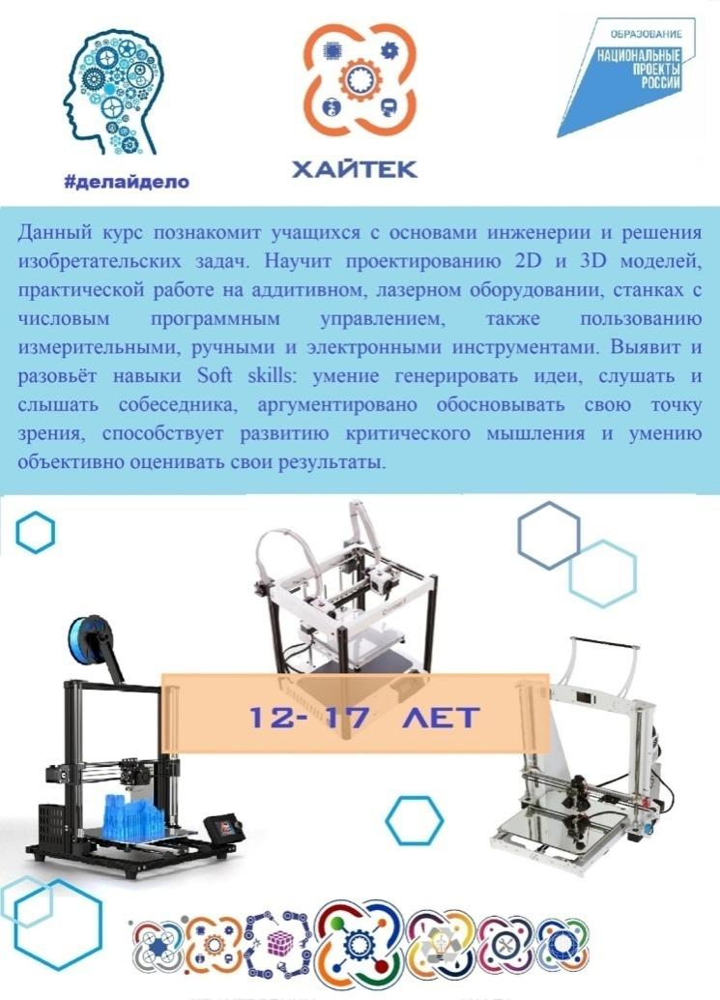 ОБРАЗОВАНИЕ
НАЦИОНАЛЬНЫЕ
ПРОЕКТЫ
РОССИИ
#делайдело
ХАЙТЕК
Данный курс познакомит учащихся с основами инженерии и решения
изобретательских задач. Научит проектированию 2D и 3D моделей,
практической работе на аддитивном, лазерном оборудовании, станках с
числовым программным управлением, также пользованию
измерительными, ручными и электронными инструментами. Выявит и
разовьёт навыки Soft skills: умение генерировать идеи, слушать и
слышать собеседника, аргументировано обосновывать свою точку
зрения, способствует развитию критического мышления и умению
объективно оценивать свои результаты.
12- 17 ЛЕТ